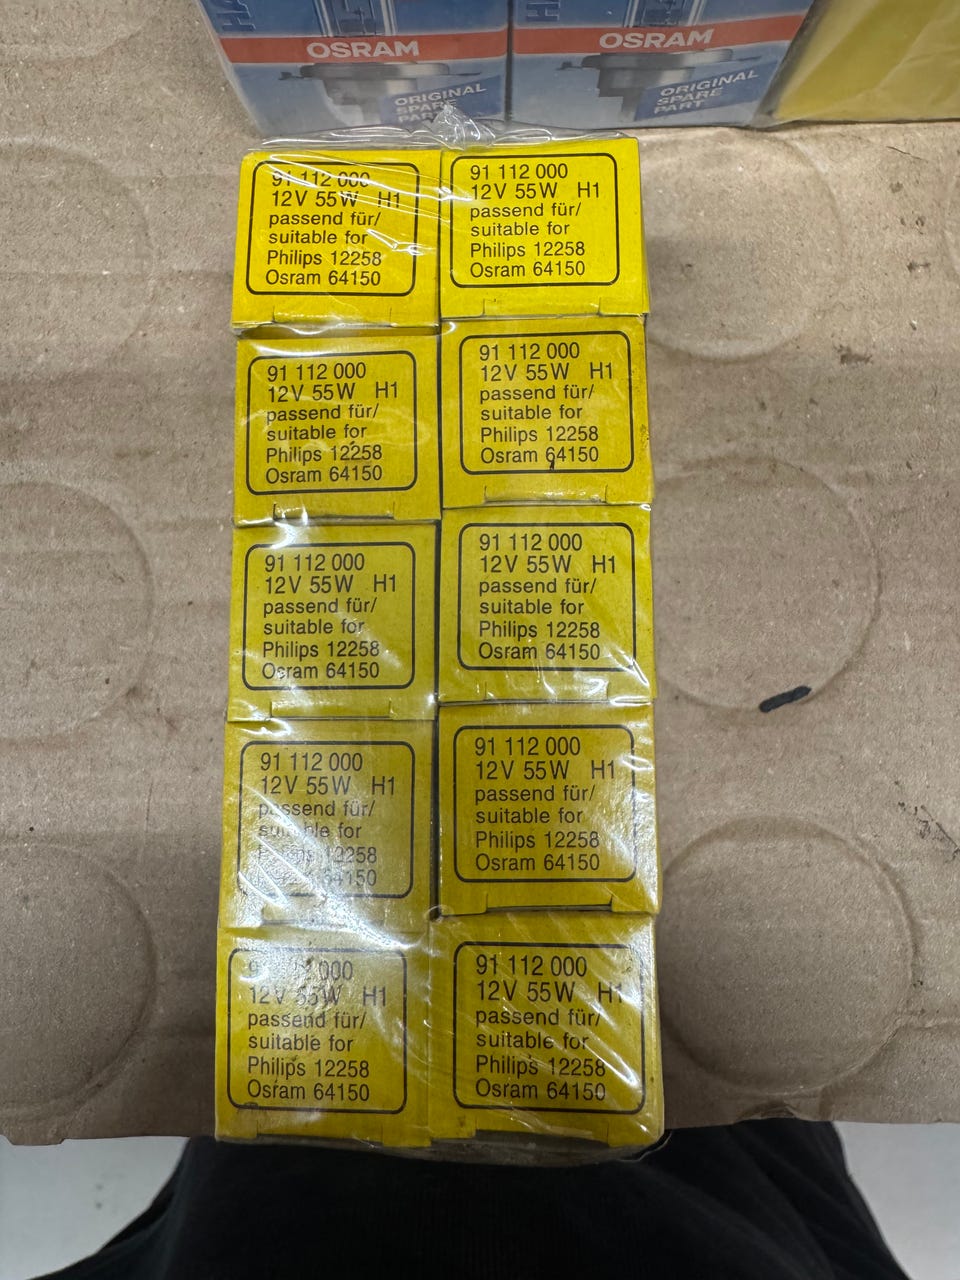 HA
OSRAM
ORIGINAL
SPARE
PART
HA
OSRAM
ORIGINAL
SPARE
PART
91 112 000
12V 55W H1
passend für/
suitable for
Philips 12258
Osram 64150
91 112 000
12V 55W H1
passend für/
suitable for
Philips 12258
Osram 64150
91 112 000
12V 55W H1
passend für/
suitable for
Philips 12258
Osram 64150
91 112 000
12V 55W H1
passend für/
suitable for
Philips 12258
Osram 64150
91 112 000
12V 55W H1
passend für/
suitable for
Philips 12258
Osram 64150
91 112 000
12V 55W H1
passend für/
suitable for
Philips 12258
Osram 64150
91 112 000
12V 55W H1
passend für/
suitable for
Philips 12258
64150
91 112 000
12V 55W H1
passend für/
suitable for
Philips 12258
Osram 64150
000
12V 55W H1
passend für/
suitable for
Philips 12258
Osram 64150
91 112 000
12V 55W H1
passend für/
suitable for
Philips 12258
Osram 64150